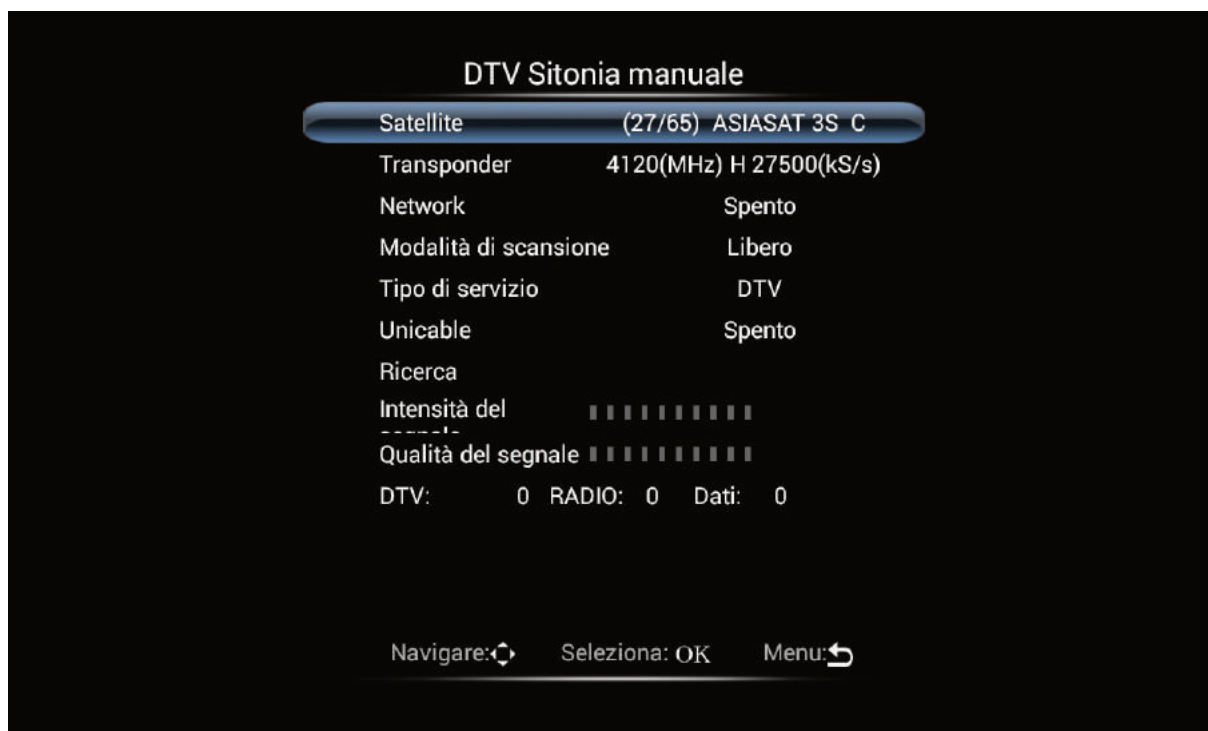 DTV Sitonia manuale
Satellite (27/65) ASIASAT 3S C
Transponder 4120(MHz) H 27500(kS/s)
Network Spento
Modalità di scansione Libero
Tipo di servizio DTV
Unicable Spento
Ricerca
Intensità del
Qualità del segnale
DTV: 0 RADIO: 0 Dati: 0
Navigare: Seleziona: OK Menu: